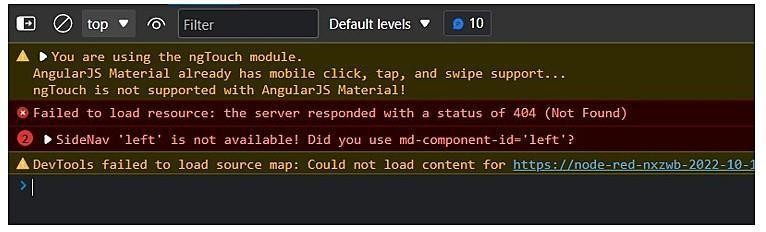 top ▼ Filter Default levels ▼ 10
You are using the ngTouch module.
AngularJS Material already has mobile click, tap, and swipe support...
ngTouch is not supported with AngularJS Material!
Failed to load resource: the server responded with a status of 404 (Not Found)
2 ▶ SideNav 'left' is not available! Did you use md-component-id='left'?
DevTools failed to load source map: Could not load content for https://node-red-nxzwb-2022-10-1